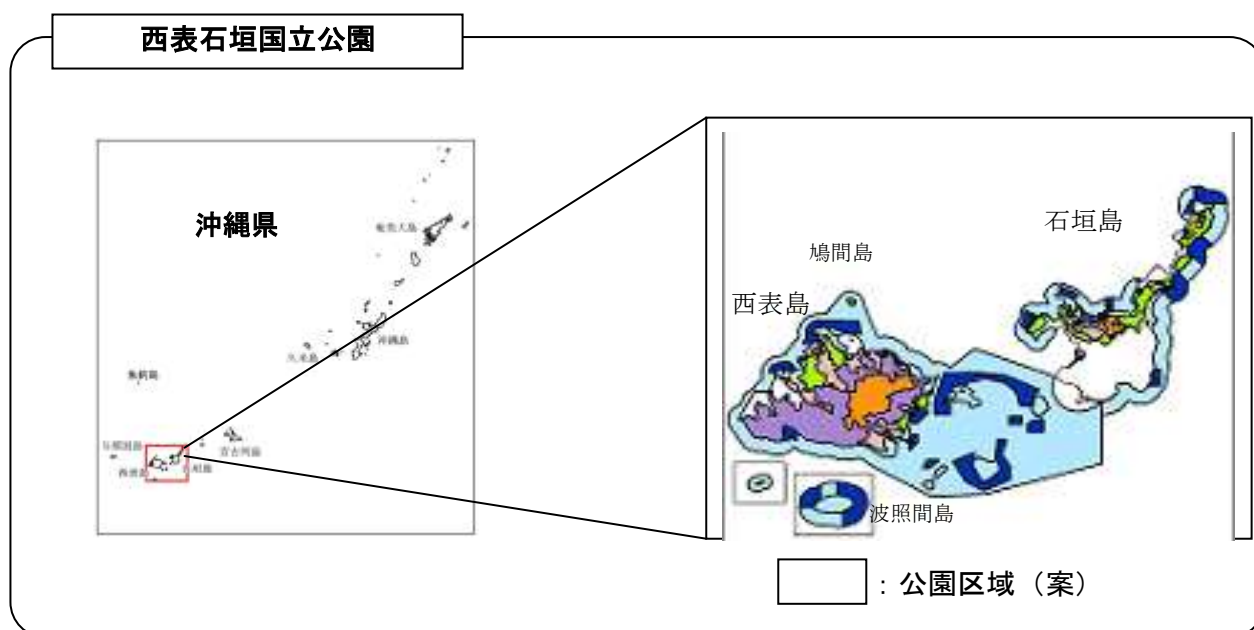 西表石垣国立公園
沖縄県
奄美大島
沖縄島
久米島
魚釣島
宮古列島
与那国島
西表島
石垣島
石垣島
鳩間島
西表島
波照間島
：公園区域（案）